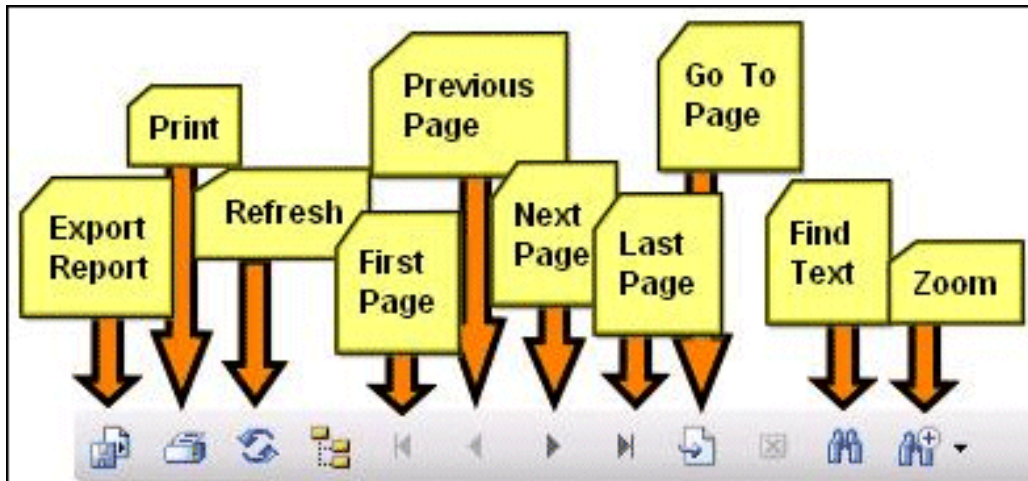 Export
Report
Print
Refresh
First
Page
Previous
Page
Next
Page
Last
Page
Go To
Page
Find
Text
Zoom